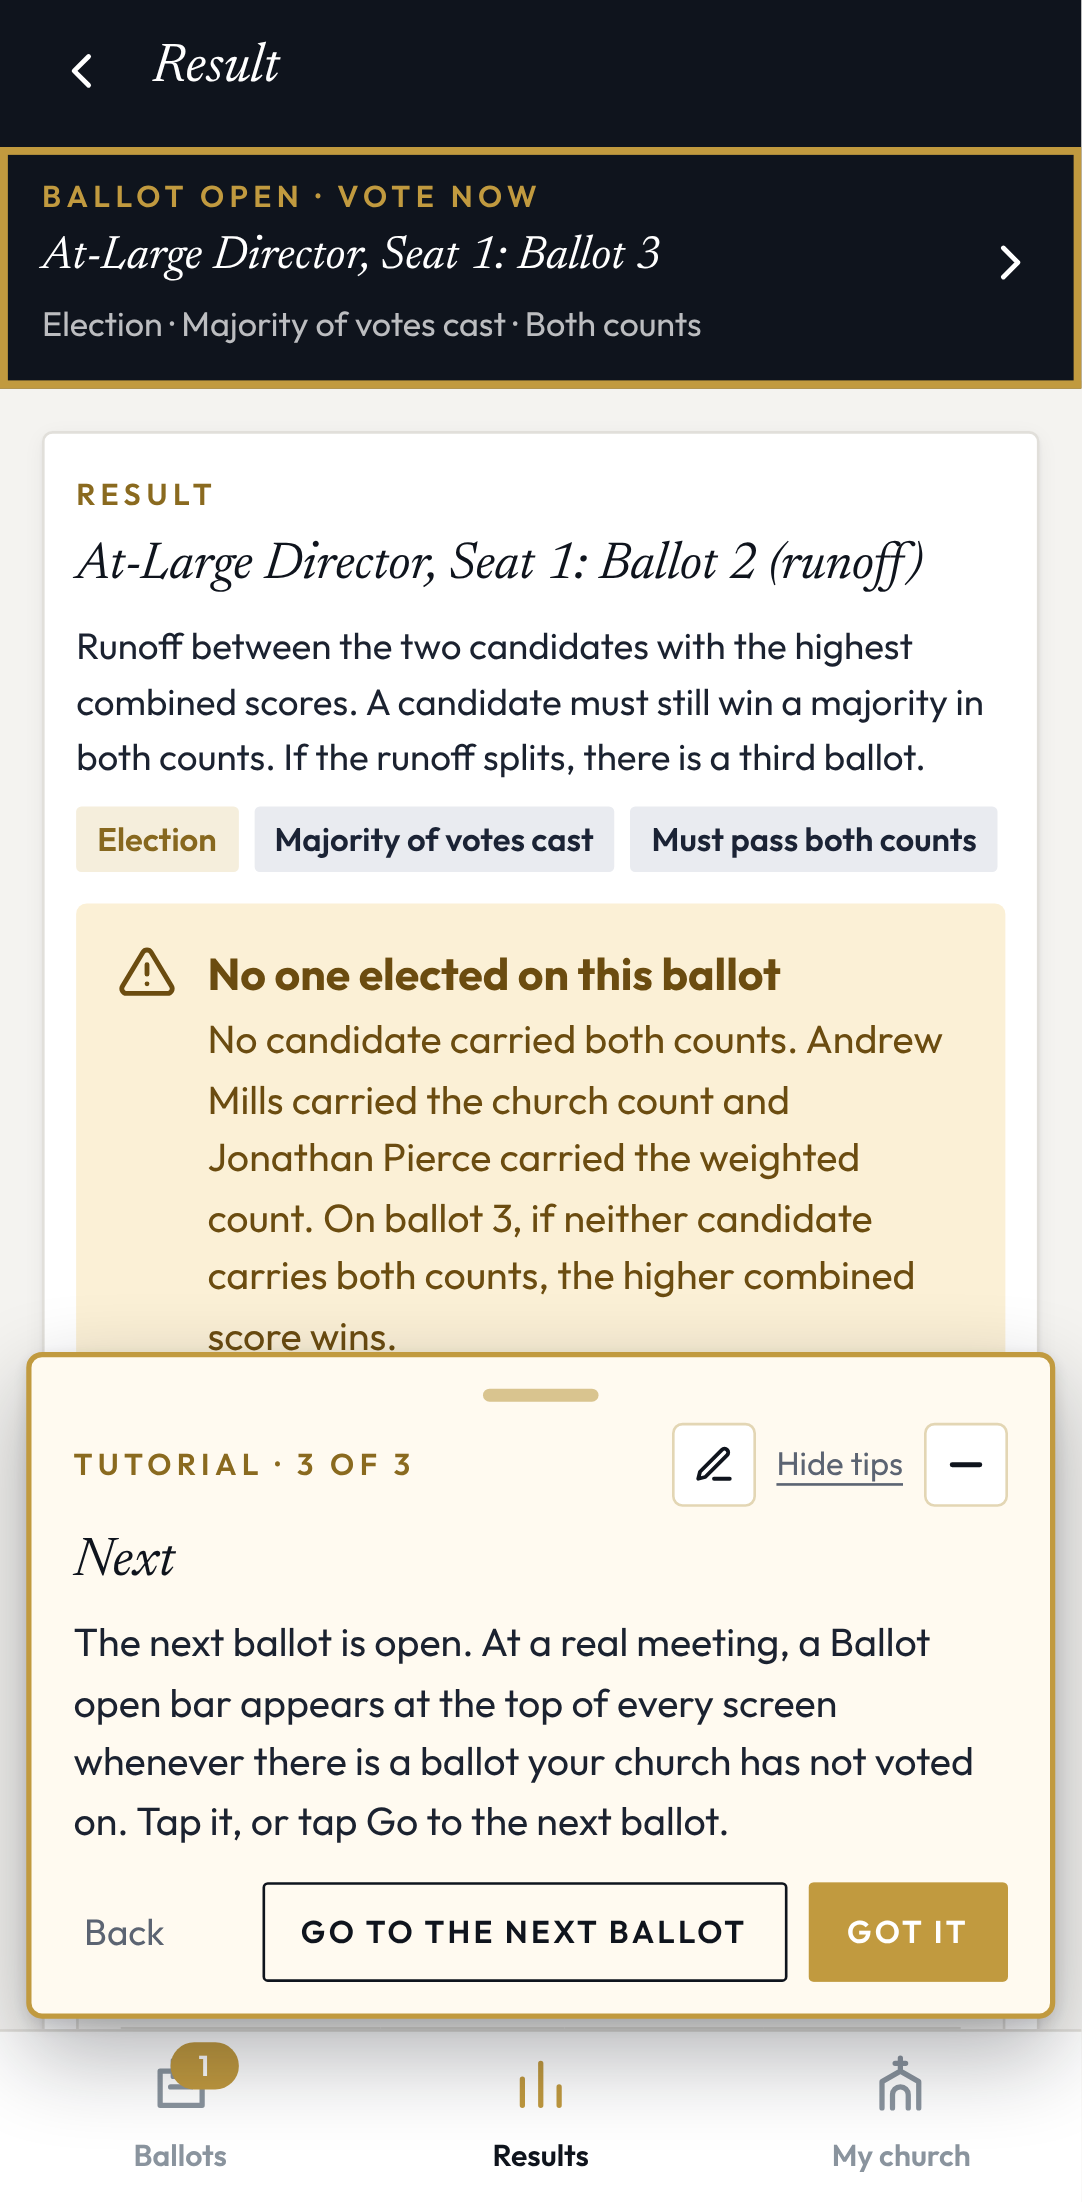 Result
BALLOT OPEN · VOTE NOW
At-Large Director, Seat 1: Ballot 3
Election · Majority of votes cast · Both counts
RESULT
At-Large Director, Seat 1: Ballot 2 (runoff)
Runoff between the two candidates with the highest
combined scores. A candidate must still win a majority in
both counts. If the runoff splits, there is a third ballot.
Election
Majority of votes cast
Must pass both counts
No one elected on this ballot
No candidate carried both counts. Andrew
Mills carried the church count and
Jonathan Pierce carried the weighted
count. On ballot 3, if neither candidate
carries both counts, the higher combined
score wins.
TUTORIAL · 3 OF 3
Hide tips
Next
The next ballot is open. At a real meeting, a Ballot
open bar appears at the top of every screen
whenever there is a ballot your church has not voted
on. Tap it, or tap Go to the next ballot.
Back
GO TO THE NEXT BALLOT
GOT IT
1
Ballots
Results
My church